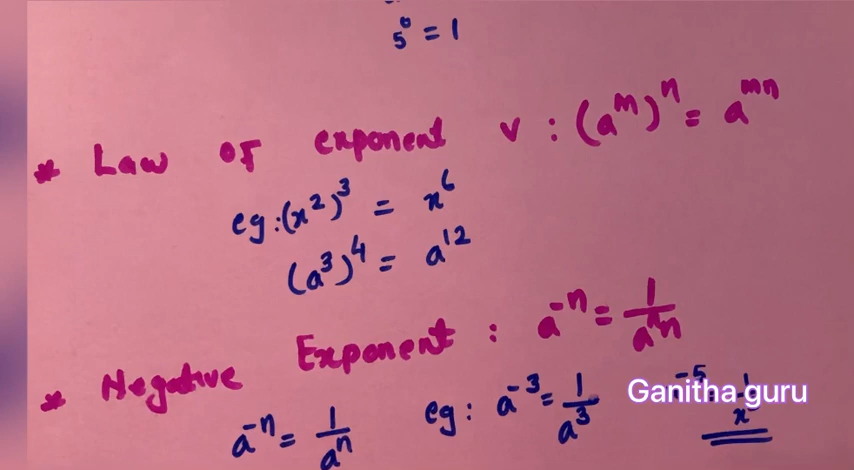 5⁰ = 1
* Law of exponent V : (aᵐ)ⁿ = aᵐⁿ
eg : (x²)³ = x⁶
(a³)⁴ = a¹²
* Negative Exponent : a⁻ⁿ = 1/aⁿ
a⁻ⁿ = 1/aⁿ eg : a⁻³ = 1/a³
Ganitha guru